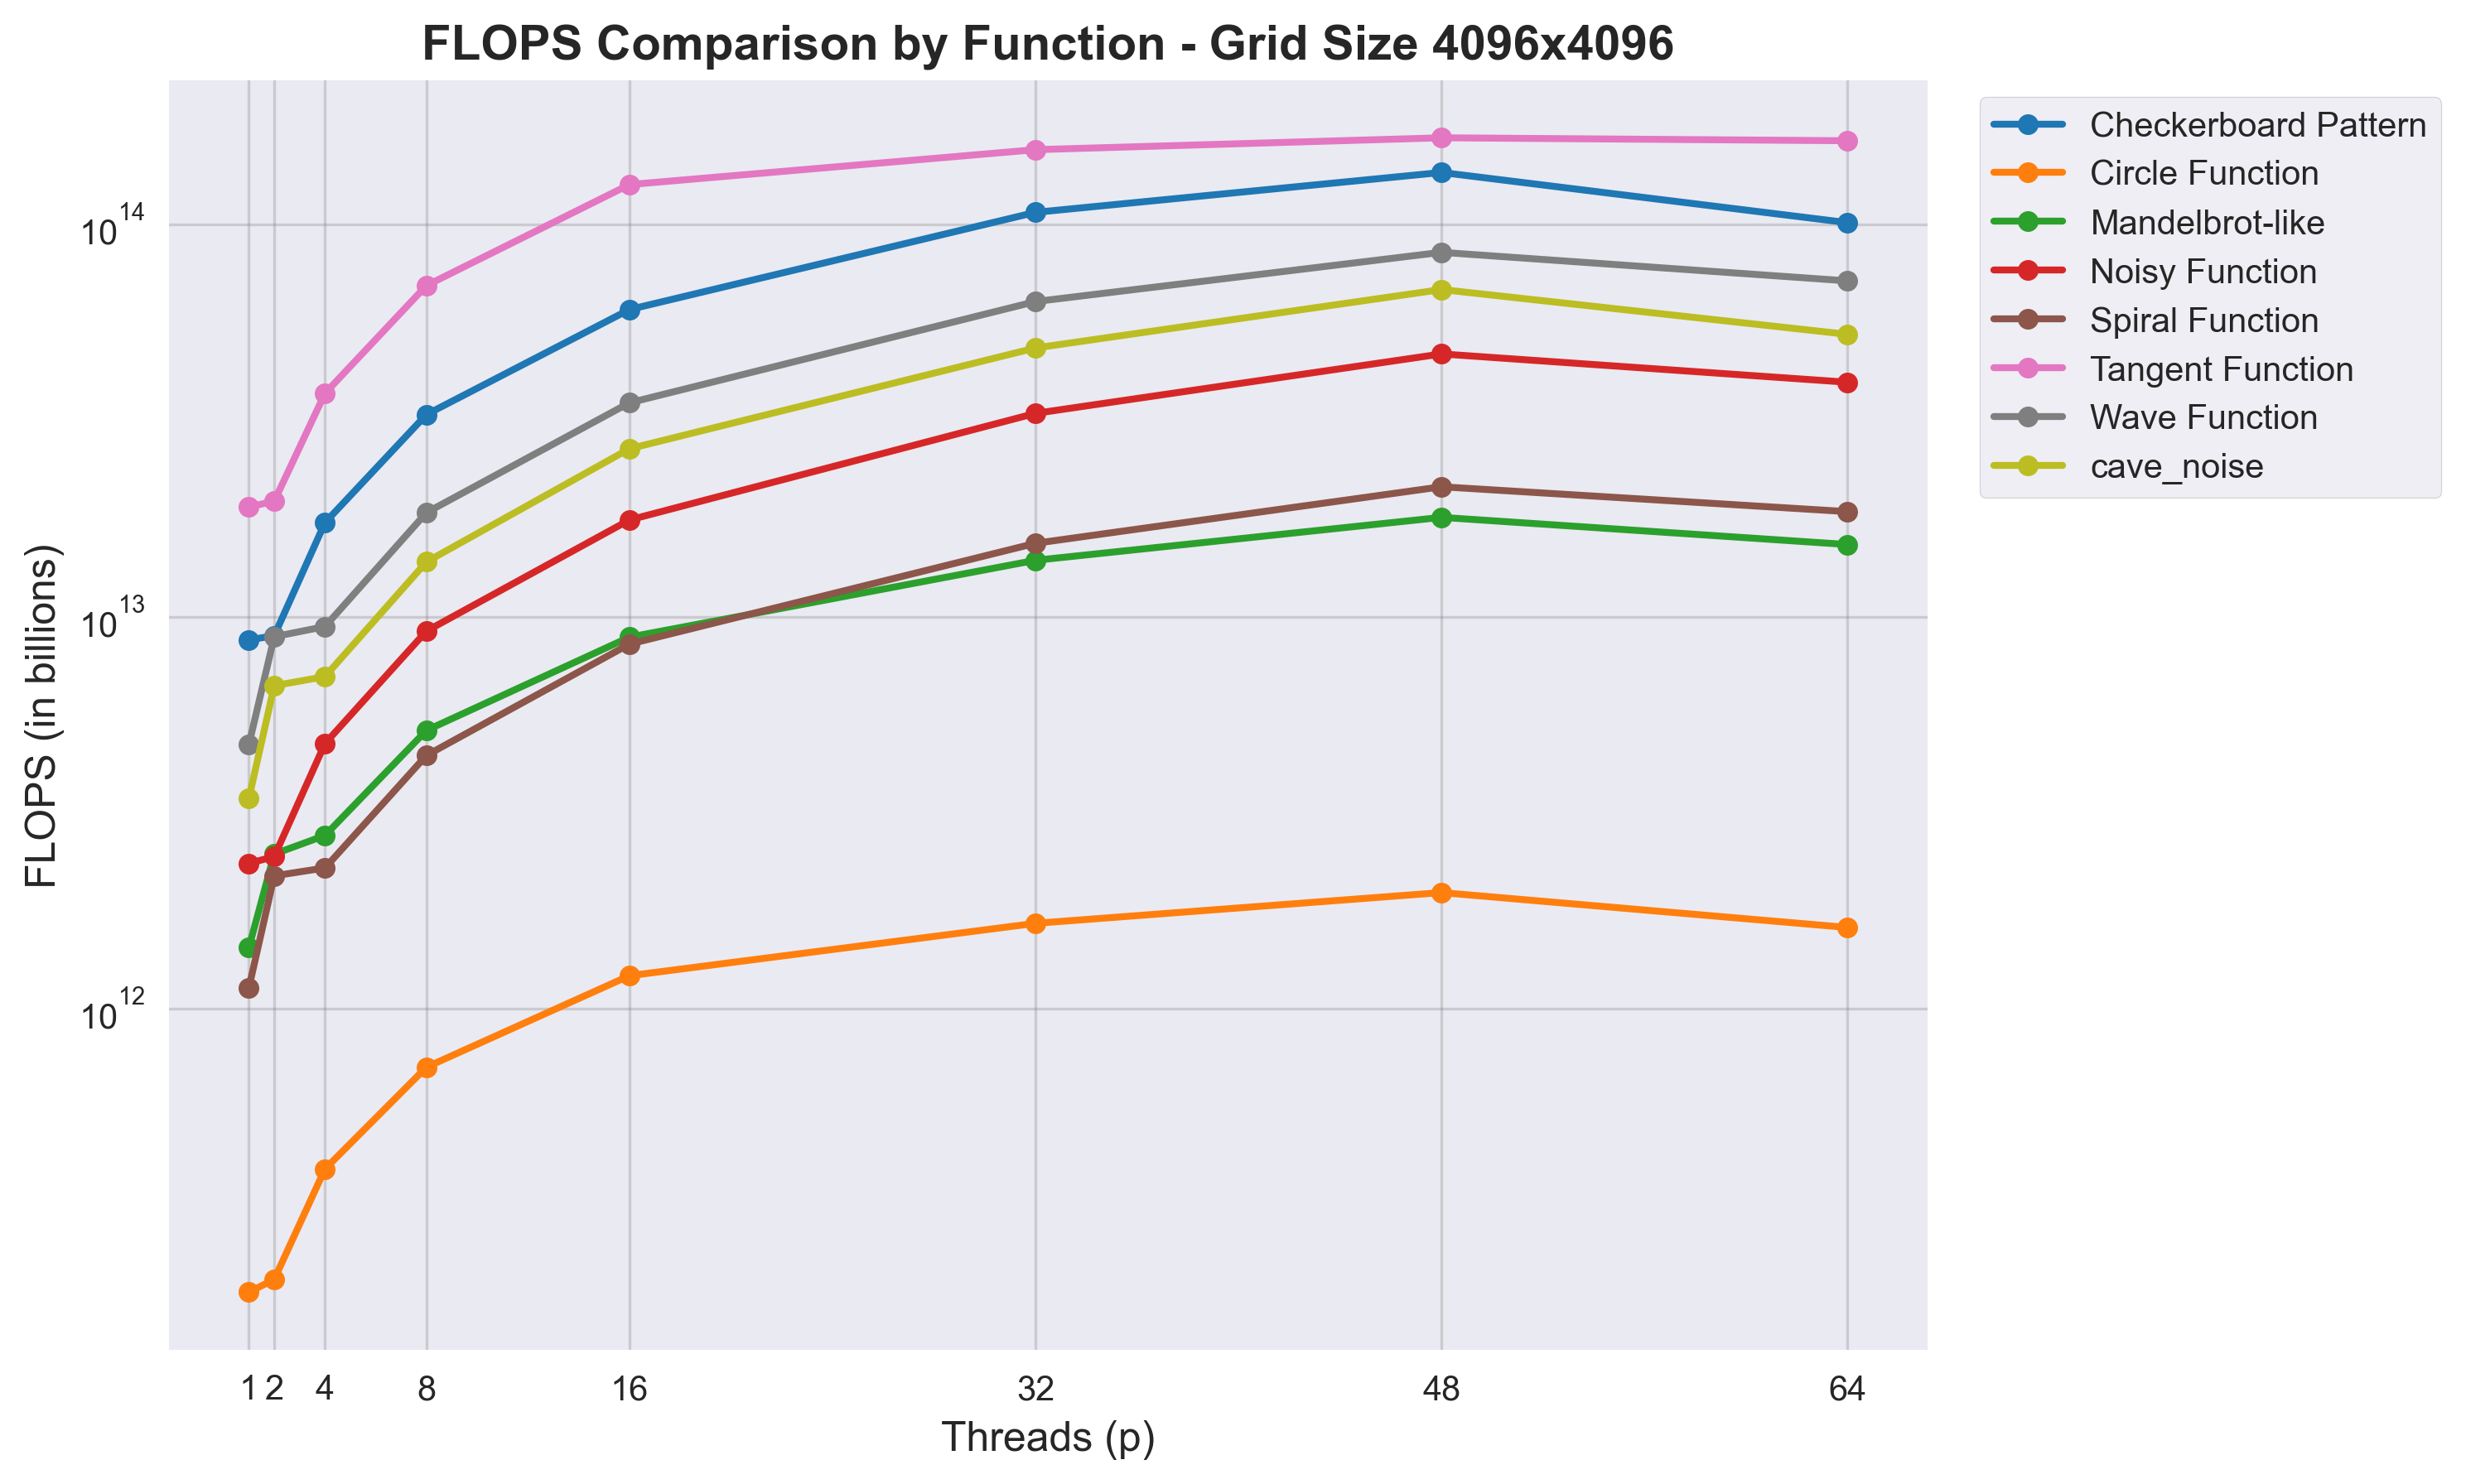 FLOPS Comparison by Function - Grid Size 4096x4096
Checkerboard Pattern
Circle Function
Mandelbrot-like
Noisy Function
Spiral Function
Tangent Function
Wave Function
cave_noise
FLOPS (in billions)
10^14
10^13
10^12
1 2 4 8 16 32 48 64
Threads (p)